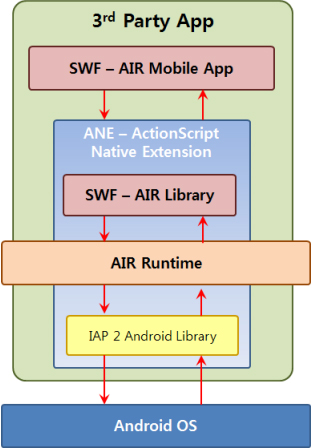 3rd Party App
SWF – AIR Mobile App
ANE – ActionScript
Native Extension
SWF – AIR Library
AIR Runtime
IAP 2 Android Library
Android OS